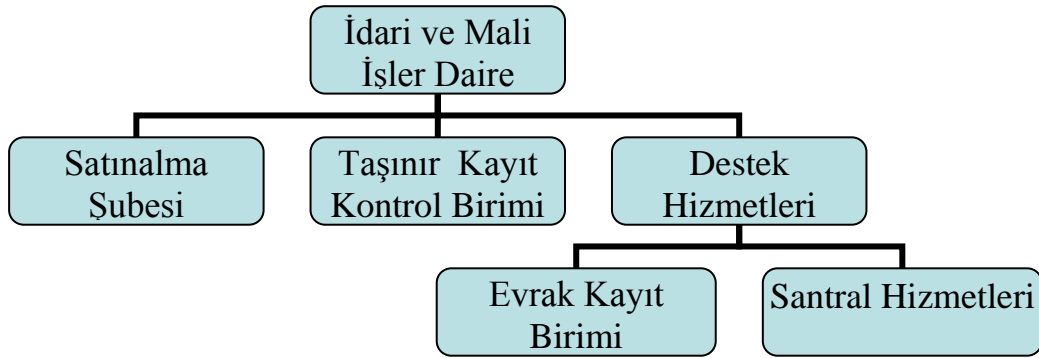 İdari ve Mali
İşler Daire
Satınalma
Şubesi
Taşınır Kayıt
Kontrol Birimi
Destek
Hizmetleri
Evrak Kayıt
Birimi
Santral Hizmetleri